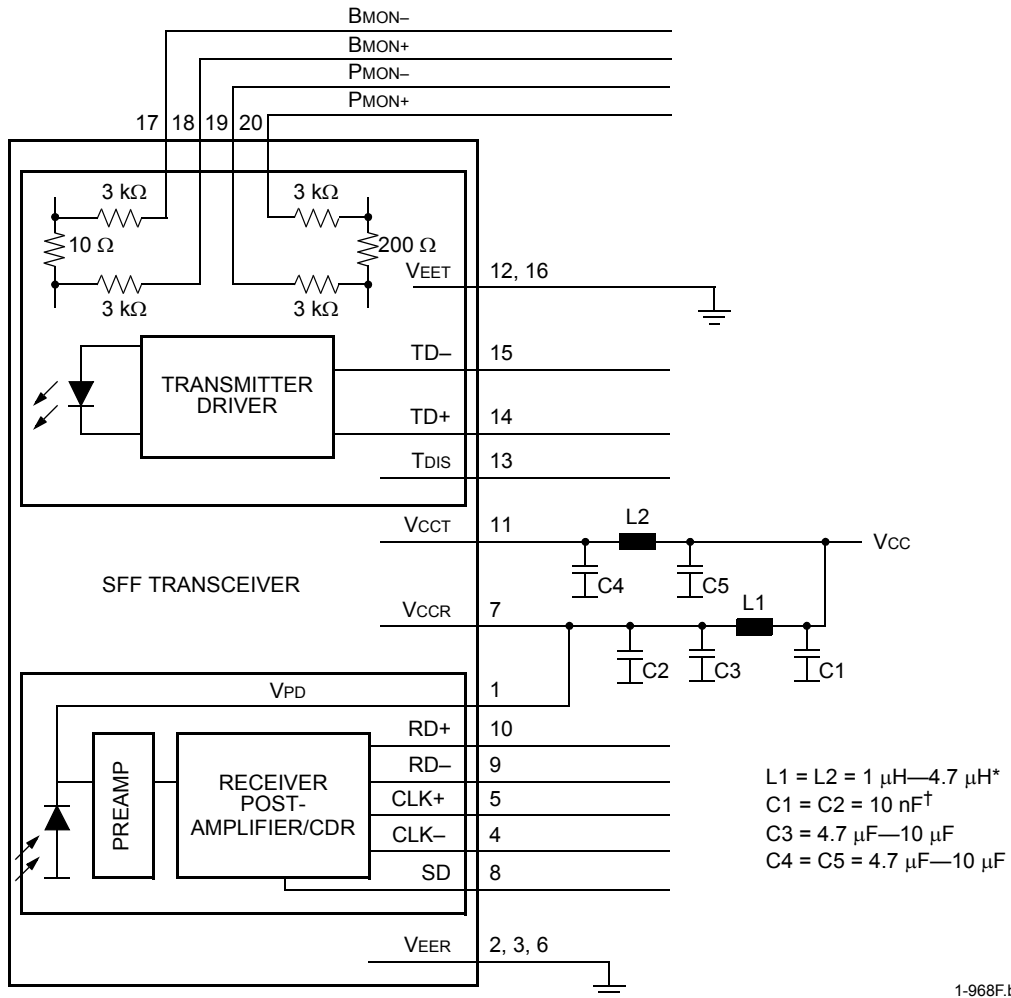 BMON–
BMON+
PMON–
PMON+
17 18 19 20
3 kΩ
3 kΩ
10 Ω
200 Ω
3 kΩ
3 kΩ
VEET 12, 16
TD– 15
TRANSMITTER
DRIVER
TD+ 14
TDIS 13
VCCT 11
L2
VCC
C4
C5
SFF TRANSCEIVER
VCCR 7
L1
C2
C3
C1
VPD 1
RD+ 10
RD– 9
CLK+ 5
CLK– 4
SD 8
PREAMP
RECEIVER
POST-
AMPLIFIER/CDR
L1 = L2 = 1 μH—4.7 μH*
C1 = C2 = 10 nF†
C3 = 4.7 μF—10 μF
C4 = C5 = 4.7 μF—10 μF
VEER 2, 3, 6